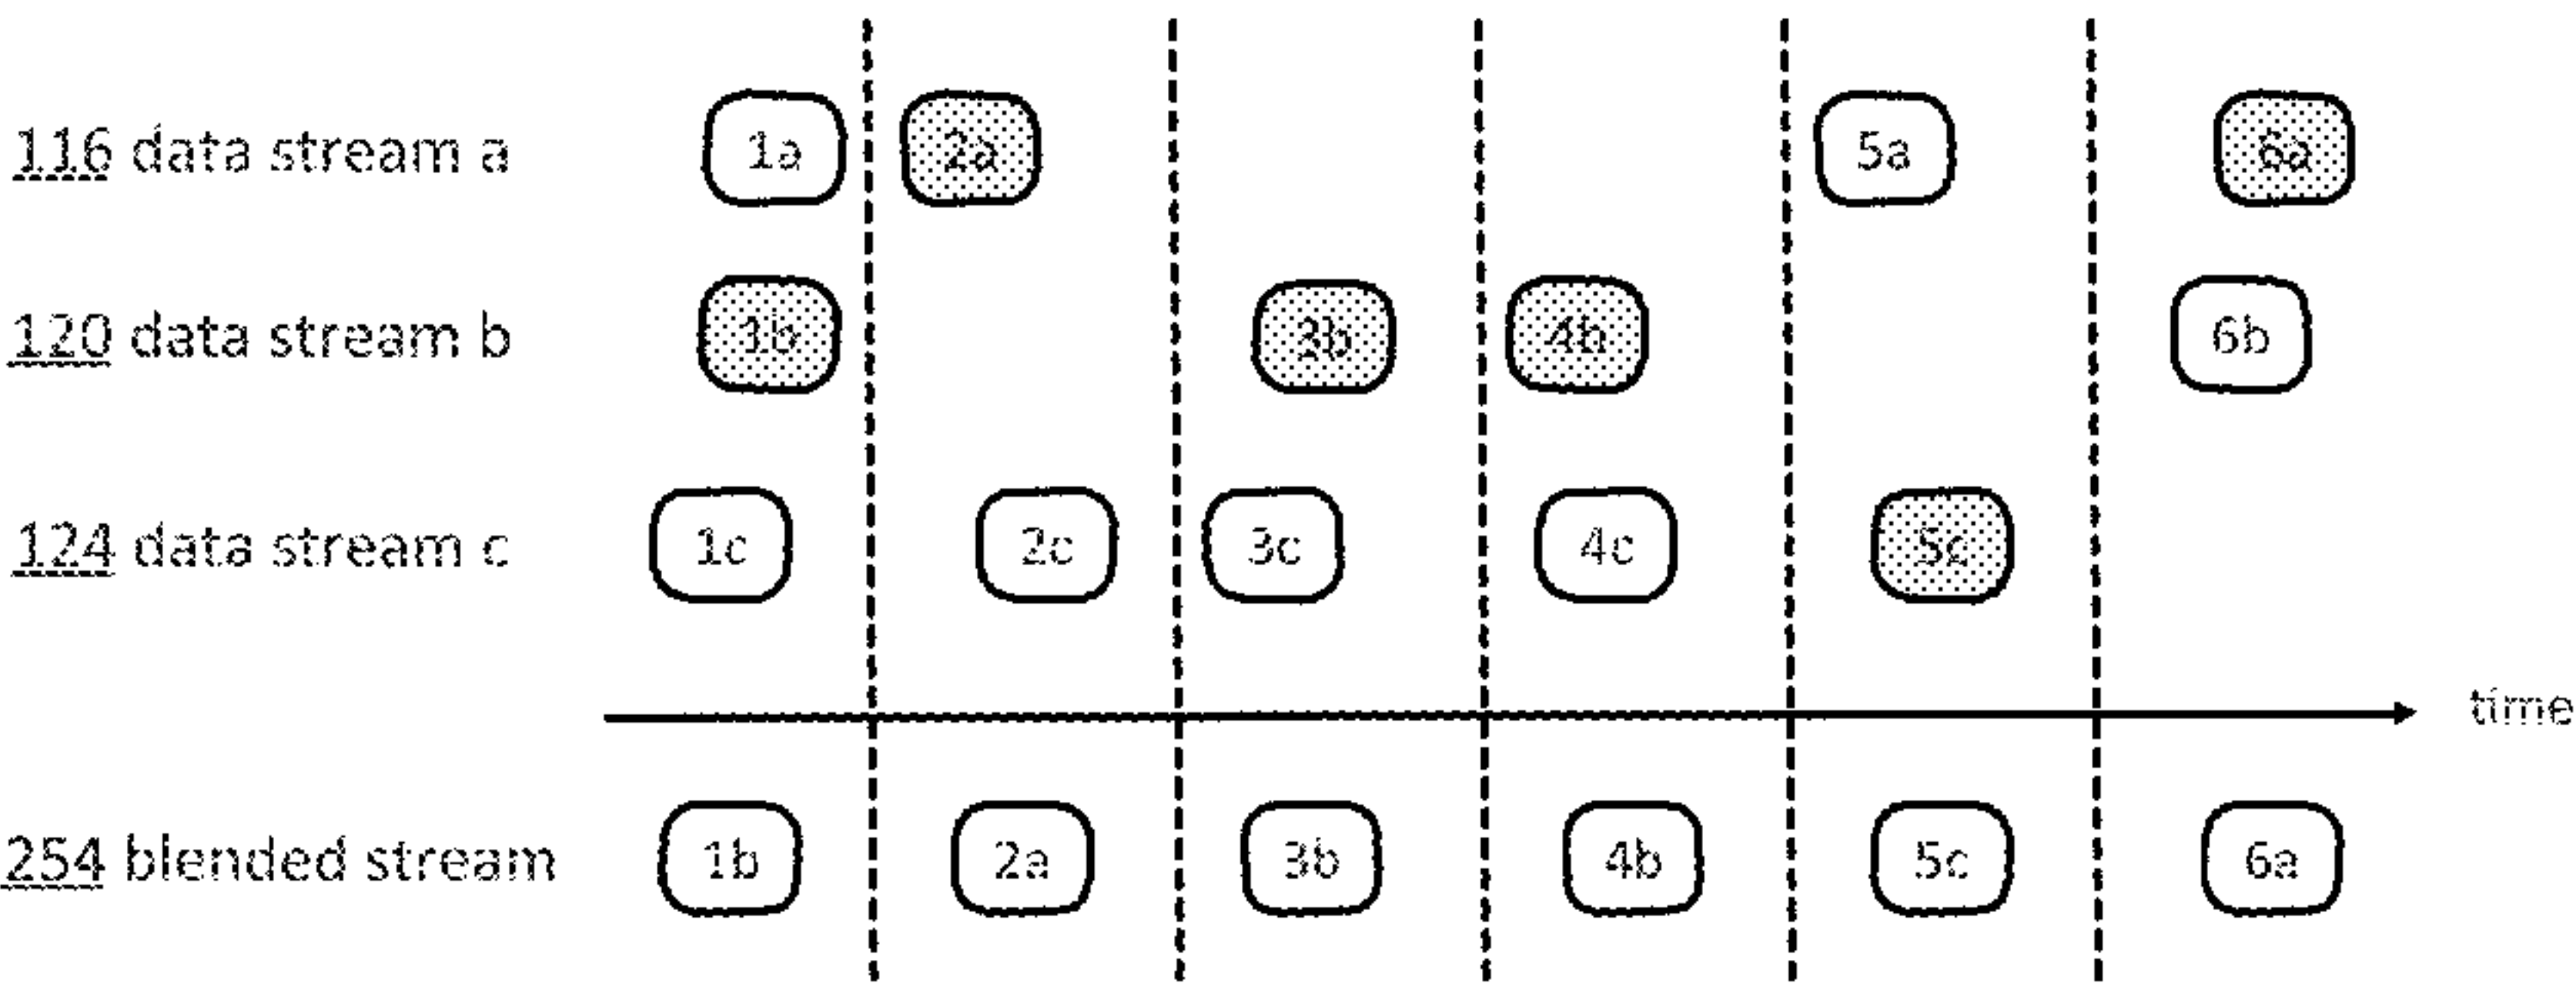 116 data stream a 1a 2a 5a 6a
120 data stream b 1b 3b 4b 6b
124 data stream c 1c 2c 3c 4c 5c
time
254 blended stream 1b 2a 3b 4b 5c 6a